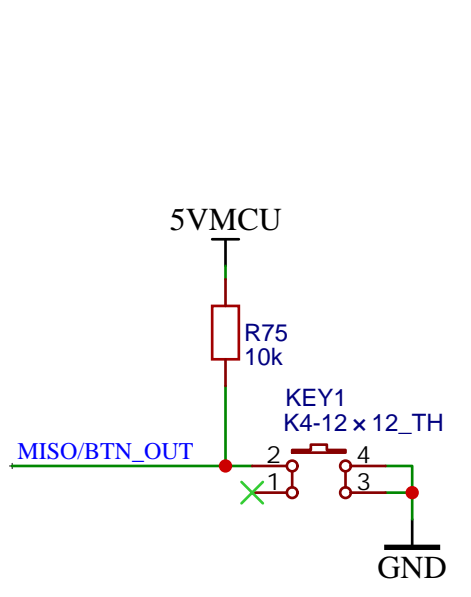 5VMCU
R75
10k
KEY1
K4-12×12_TH
MISO/BTN_OUT
2
4
1
3
GND